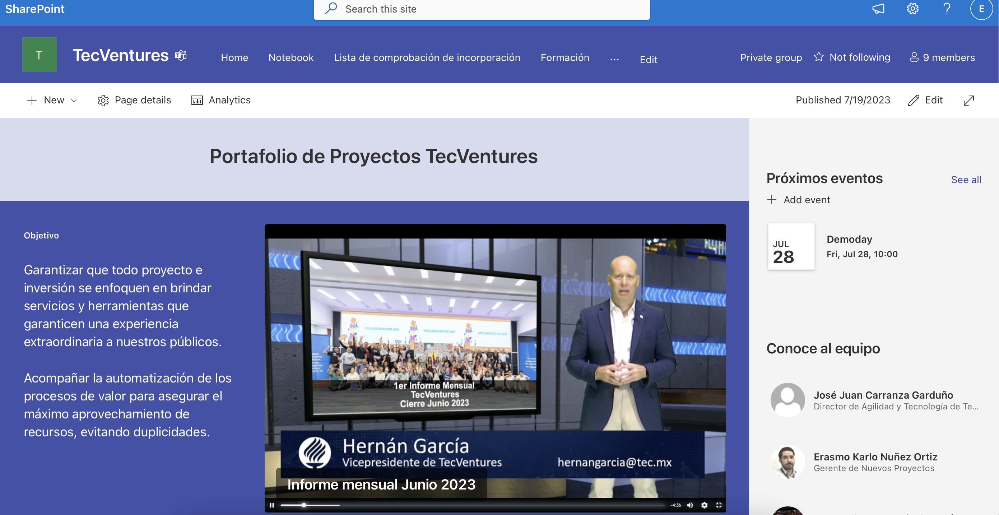 SharePoint
Search this site
E
T
TecVentures
Home
Notebook
Lista de comprobación de incorporación
Formación
...
Edit
Private group
Not following
9 members
New
Page details
Analytics
Published 7/19/2023
Edit
Portafolio de Proyectos TecVentures
Objetivo
Garantizar que todo proyecto e
inversión se enfoquen en brindar
servicios y herramientas que
garanticen una experiencia
extraordinaria a nuestros públicos.
Acompañar la automatización de los
procesos de valor para asegurar el
máximo aprovechamiento de
recursos, evitando duplicidades.
COLLABORATION DAY
COLLABORATION DAY
COLLABORATION DAY
1er Informe Mensual
TecVentures
Cierre Junio 2023
Hernán García
Vicepresidente de TecVentures
hernangarcia@tec.mx
Informe mensual Junio 2023
-4:36
Próximos eventos
See all
Add event
JUL
28
Demoday
Fri, Jul 28, 10:00
Conoce al equipo
José Juan Carranza Garduño
Director de Agilidad y Tecnología de Te...
Erasmo Karlo Nuñez Ortiz
Gerente de Nuevos Proyectos